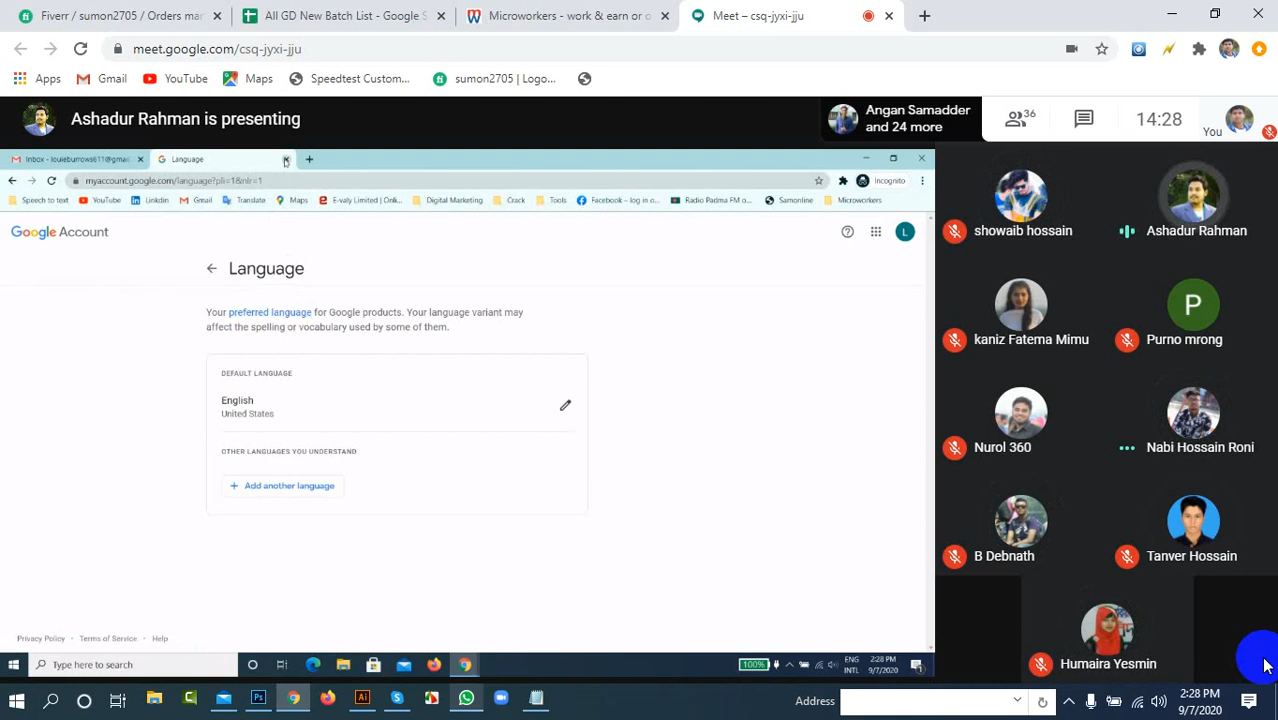 Fiverr / sumon2705 / Orders man
All GD New Batch List - Google S
Microworkers - work & earn or o
Meet – csq-jyxi-jju
meet.google.com/csq-jyxi-jju
Apps
Gmail
YouTube
Maps
Speedtest Custom...
sumon2705 | Logo...
Ashadur Rahman is presenting
Angan Samadder
and 24 more
36
14:28
You
Inbox - louieburrows611@gmai
Language
myaccount.google.com/language?pli=1&nlr=1
Incognito
Speech to text
YouTube
Linkdin
Gmail
Translate
Maps
E-valy Limited | Onli...
Digital Marketing
Crack
Tools
Facebook – log in o...
Radio Padma FM o...
Samonline
Microworkers
Google Account
L
Language
Your preferred language for Google products. Your language variant may
affect the spelling or vocabulary used by some of them.
DEFAULT LANGUAGE
English
United States
OTHER LANGUAGES YOU UNDERSTAND
+ Add another language
Privacy Policy · Terms of Service · Help
Type here to search
100%
ENG
INTL
2:28 PM
9/7/2020
1
showaib hossain
Ashadur Rahman
kaniz Fatema Mimu
P
Purno mrong
Nurol 360
Nabi Hossain Roni
B Debnath
Tanver Hossain
Humaira Yesmin
Address
2:28 PM
9/7/2020